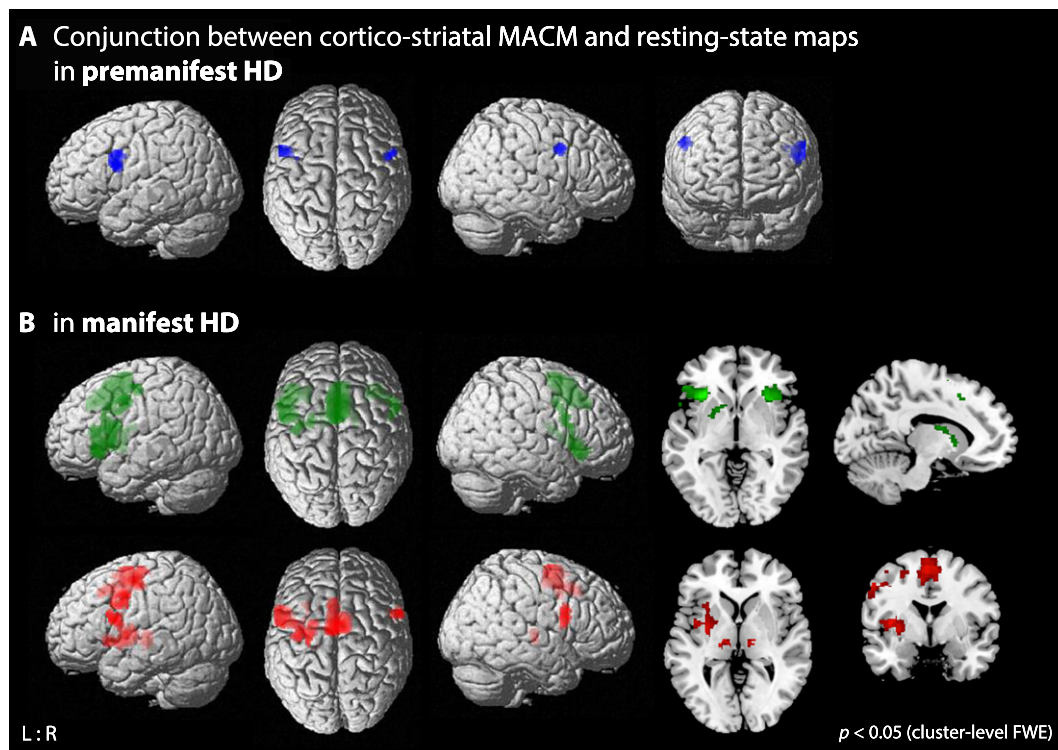 A Conjunction between cortico-striatal MACM and resting-state maps
in premanifest HD
B in manifest HD
L : R
p < 0.05 (cluster-level FWE)